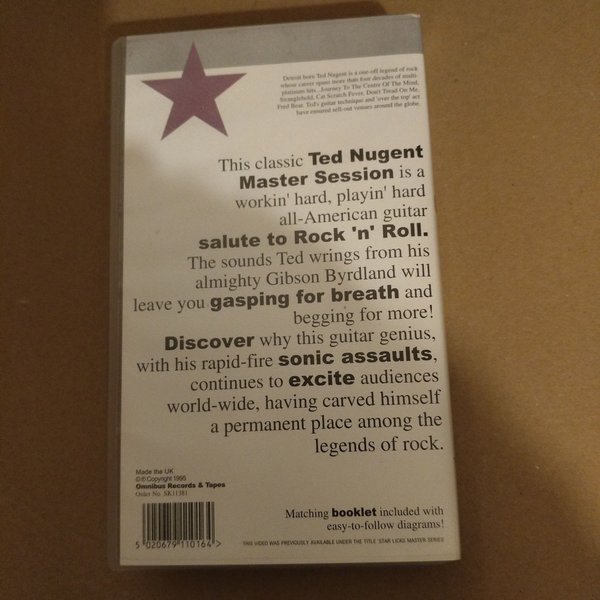 Detroit born Ted Nugent is a one-off legend of rock
whose career spans more than four decades of multi-
platinum hits...Journey To The Centre Of The Mind,
Stranglehold, Cat Scratch Fever, Don't Tread On Me,
Fred Bear. Ted's guitar technique and 'over the top' act
have ensured sell-out venues around the globe.
This classic Ted Nugent
Master Session is a
workin' hard, playin' hard
all-American guitar
salute to Rock 'n' Roll.
The sounds Ted wrings from his
almighty Gibson Byrdland will
leave you gasping for breath and
begging for more!
Discover why this guitar genius,
with his rapid-fire sonic assaults,
continues to excite audiences
world-wide, having carved himself
a permanent place among the
legends of rock.
Made the UK
©℗ Copyright 1995
Omnibus Records & Tapes
Order No. SK11381
5 020679 110164 >
Matching booklet included with
easy-to-follow diagrams!
THIS VIDEO WAS PREVIOUSLY AVAILABLE UNDER THE TITLE 'STAR LICKS MASTER SERIES'